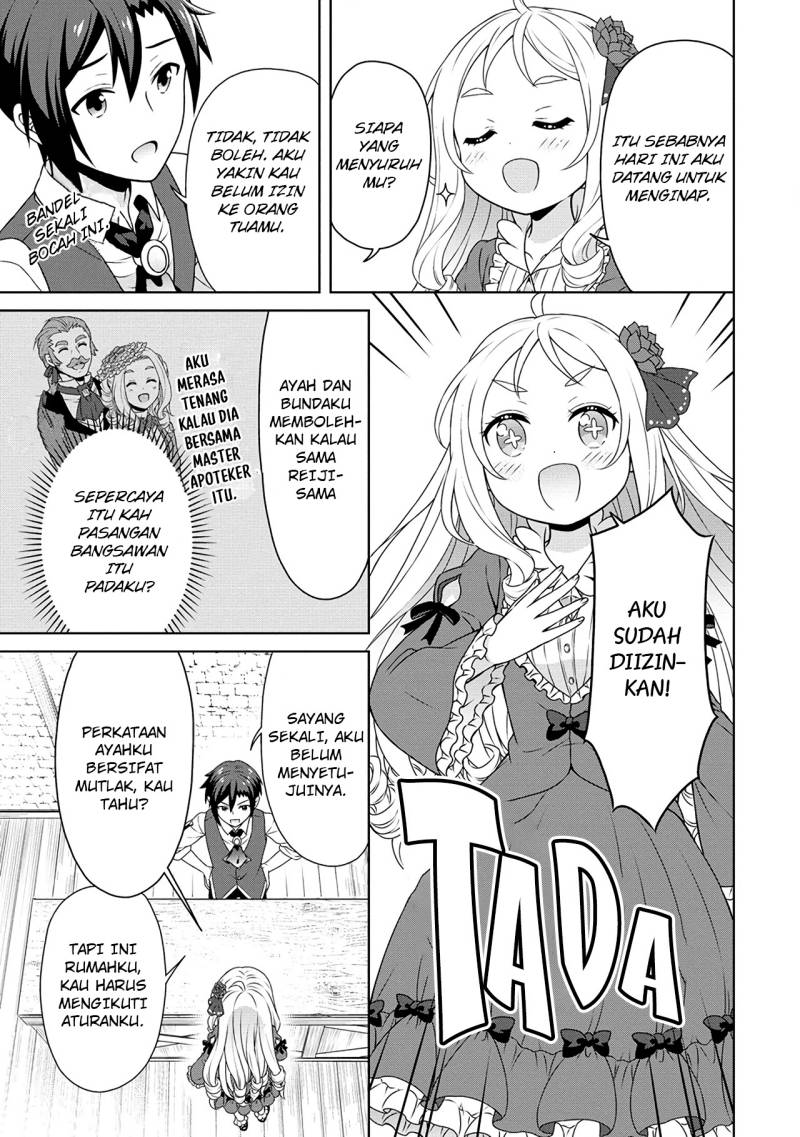 ITU SEBABNYA
HARI INI AKU
DATANG UNTUK
MENGINAP.
SIAPA
YANG
MENYURUH
MU?
TIDAK, TIDAK
BOLEH. AKU
YAKIN KAU
BELUM IZIN
KE ORANG
TUAMU.
BANDEL
SEKALI
BOCAH INI.
AKU
SUDAH
DIIZIN-
KAN!
TADA
AYAH DAN
BUNDAKU
MEMBOLEH-
KAN KALAU
SAMA
REIJI-
SAMA
AKU
MERASA
TENANG
KALAU DIA
BERSAMA
MASTER
APOTEKER
ITU.
SEPERCAYA
ITU KAH
PASANGAN
BANGSAWAN
ITU
PADAKU?
SAYANG
SEKALI, AKU
BELUM
MENYETU-
JUINYA.
PERKATAAN
AYAHKU
BERSIFAT
MUTLAK, KAU
TAHU?
TAPI INI
RUMAHKU,
KAU HARUS
MENGIKUTI
ATURANKU.